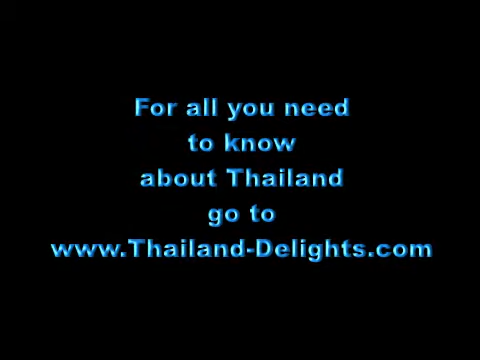 For all you need
to know
about Thailand
go to
www.Thailand-Delights.com